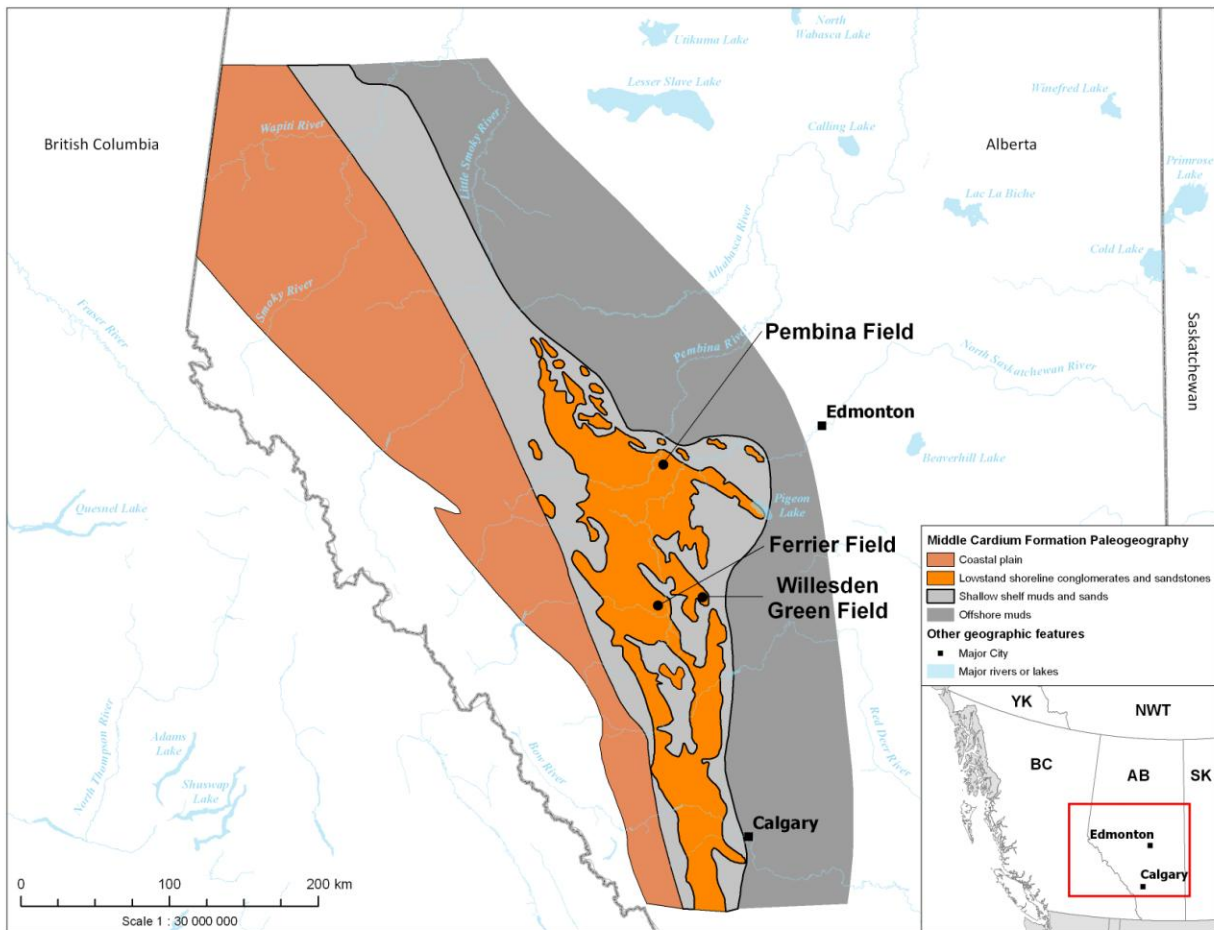 Utikuma Lake
North
Wabasca Lake
Lesser Slave Lake
Winefred Lake
Calling Lake
British Columbia
Wapiti River
Little Smoky River
Alberta
Primrose
Lake
Lac La Biche
Cold Lake
Athabasca River
Smoky River
Fraser River
Saskatchewan
Pembina River
Pembina Field
North Saskatchewan River
Edmonton
Beaverhill Lake
Quesnel Lake
Pigeon
Lake
Ferrier Field
Willesden
Green Field
Middle Cardium Formation Paleogeography
Coastal plain
Lowstand shoreline conglomerates and sandstones
Shallow shelf muds and sands
Offshore muds
Other geographic features
Major City
Major rivers or lakes
North Thompson River
Adams
Lake
Shuswap
Lake
Bow River
Red Deer River
Calgary
YK
NWT
BC
AB
SK
Edmonton
Calgary
0 100 200 km
Scale 1 : 30 000 000